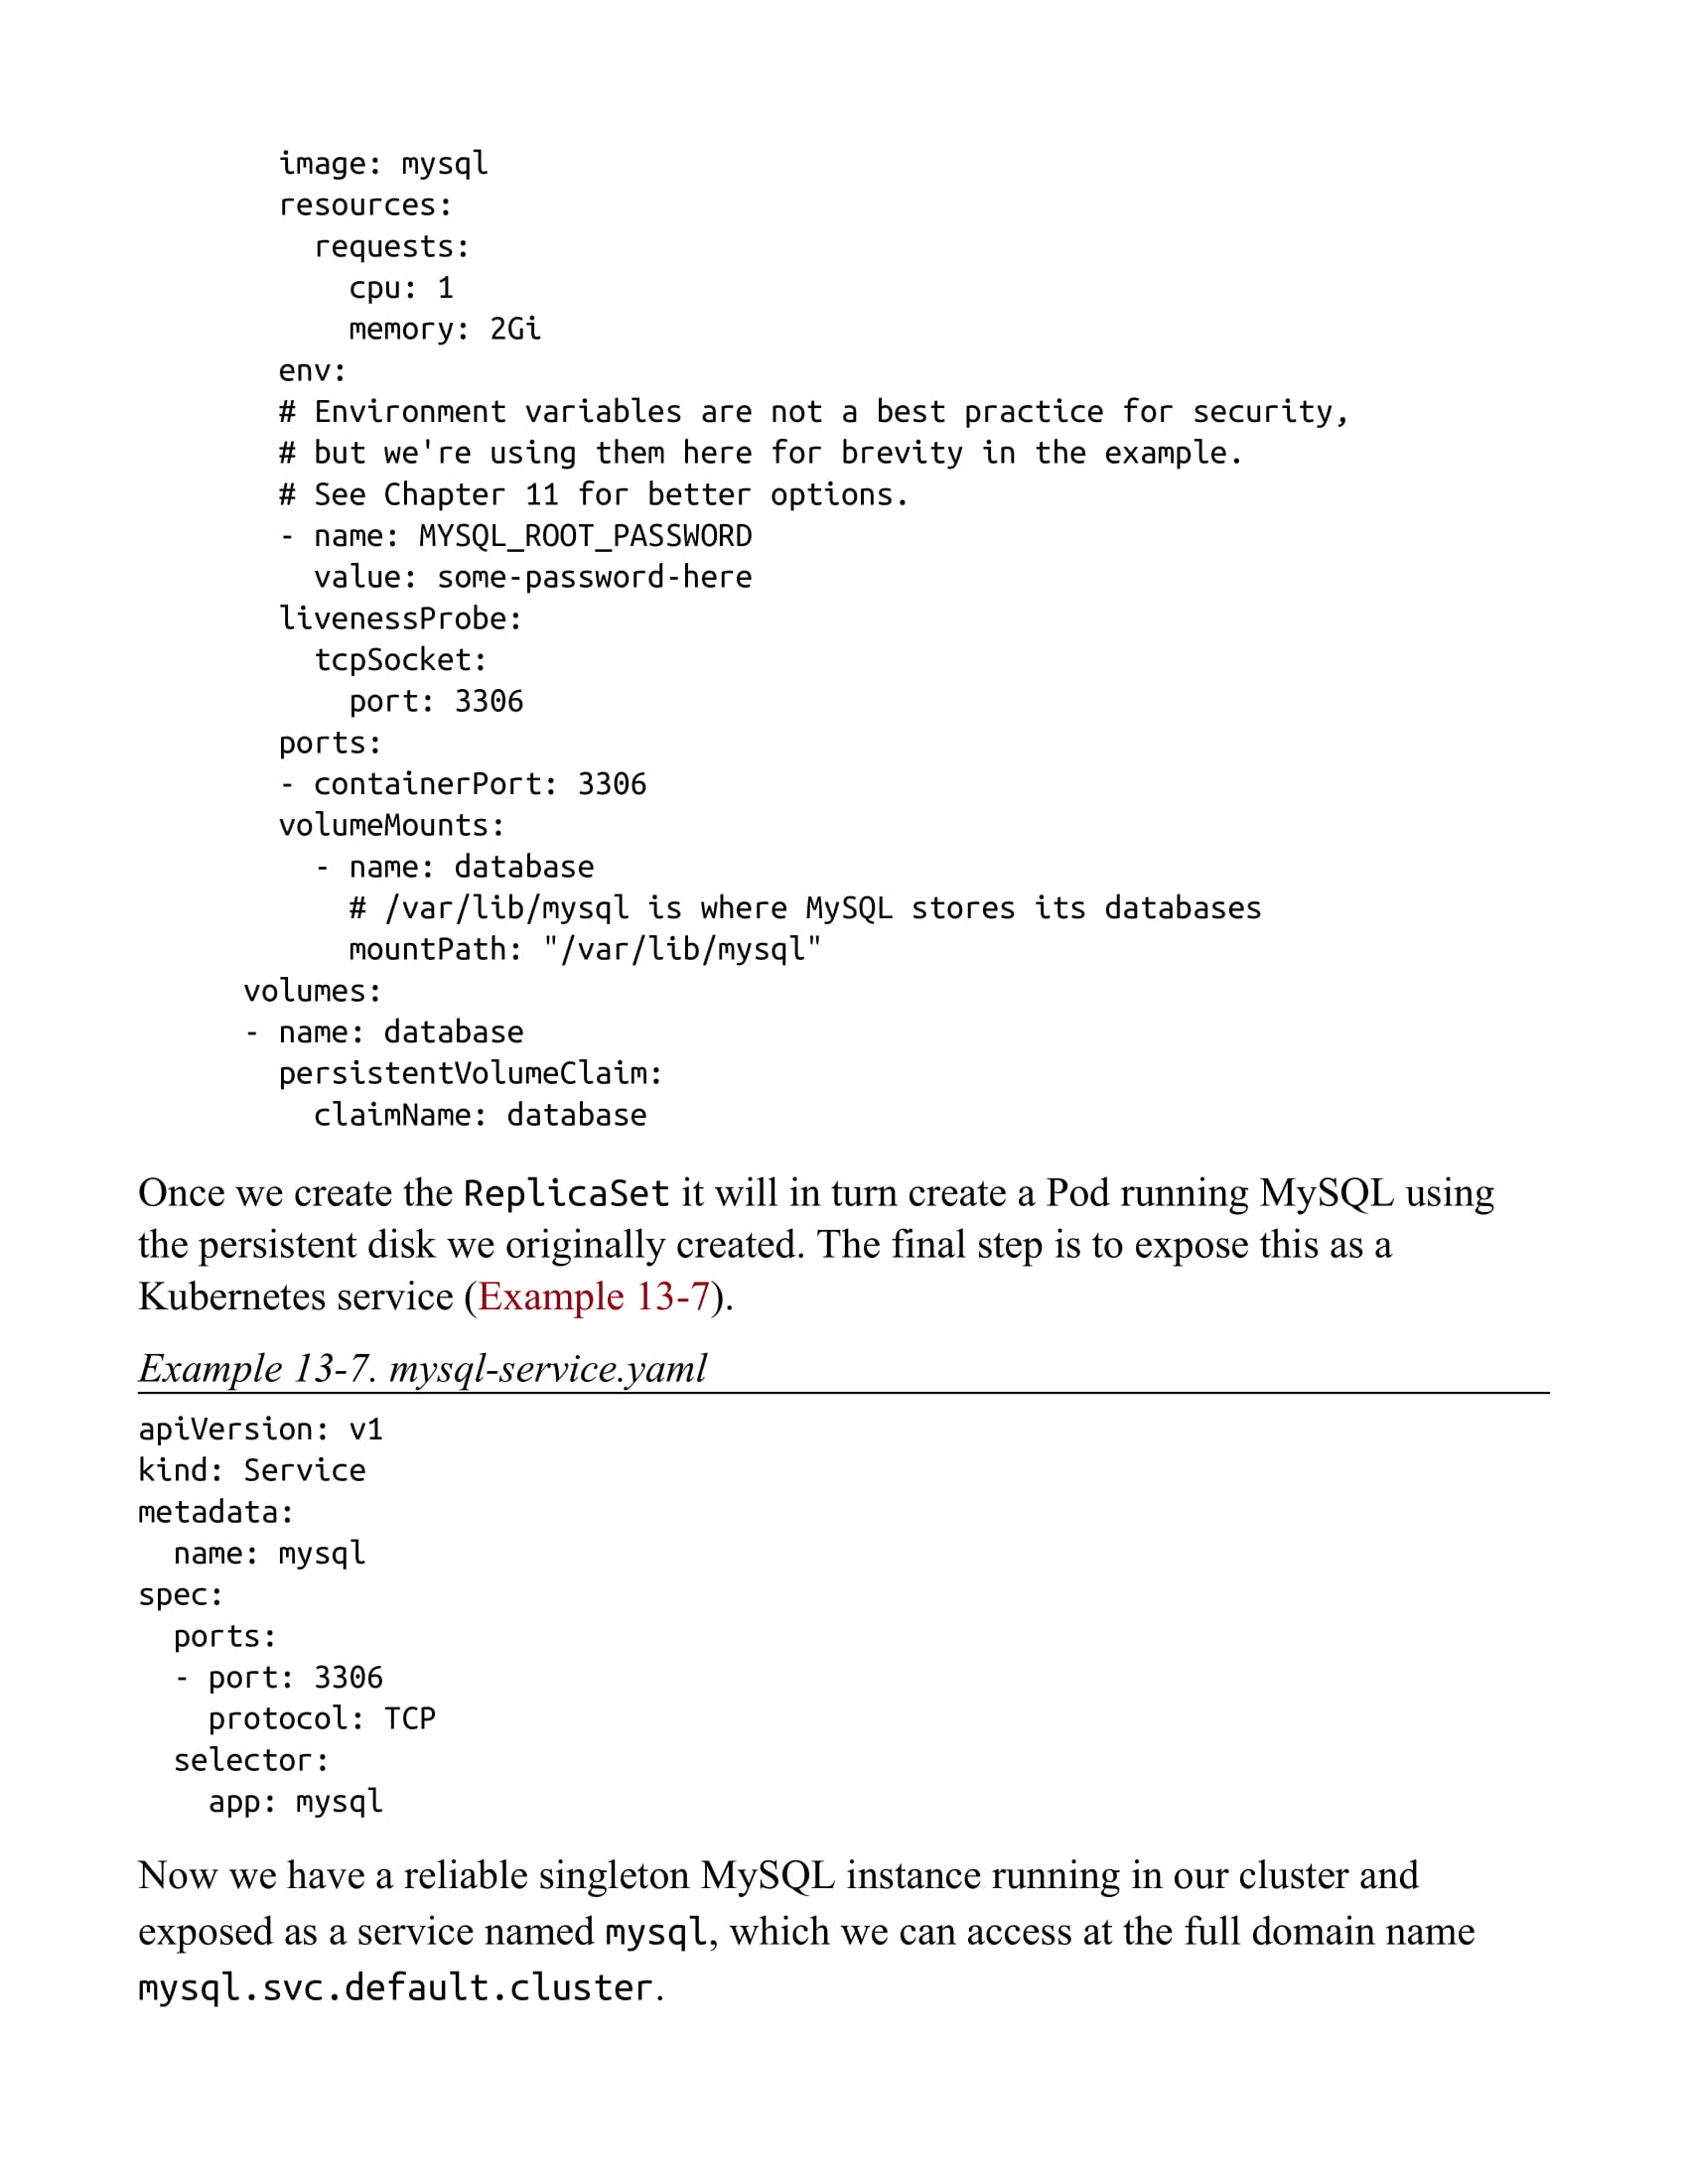 image: mysql
        resources:
          requests:
            cpu: 1
            memory: 2Gi
        env:
        # Environment variables are not a best practice for security,
        # but we're using them here for brevity in the example.
        # See Chapter 11 for better options.
        - name: MYSQL_ROOT_PASSWORD
          value: some-password-here
        livenessProbe:
          tcpSocket:
            port: 3306
        ports:
        - containerPort: 3306
        volumeMounts:
          - name: database
            # /var/lib/mysql is where MySQL stores its databases
            mountPath: "/var/lib/mysql"
      volumes:
      - name: database
        persistentVolumeClaim:
          claimName: database
Once we create the ReplicaSet it will in turn create a Pod running MySQL using
the persistent disk we originally created. The final step is to expose this as a
Kubernetes service (Example 13-7).
Example 13-7. mysql-service.yaml
apiVersion: v1
kind: Service
metadata:
  name: mysql
spec:
  ports:
  - port: 3306
    protocol: TCP
  selector:
    app: mysql
Now we have a reliable singleton MySQL instance running in our cluster and
exposed as a service named mysql, which we can access at the full domain name
mysql.svc.default.cluster.